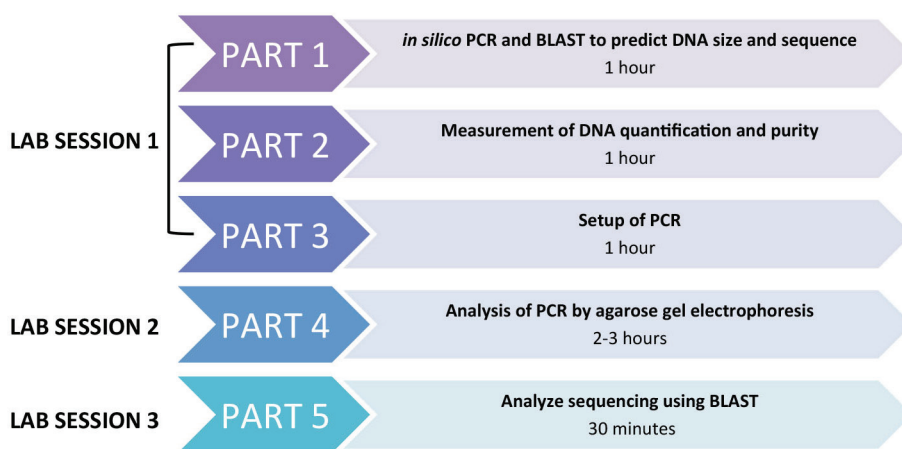 PART 1
in silico PCR and BLAST to predict DNA size and sequence
1 hour
LAB SESSION 1
PART 2
Measurement of DNA quantification and purity
1 hour
PART 3
Setup of PCR
1 hour
LAB SESSION 2
PART 4
Analysis of PCR by agarose gel electrophoresis
2-3 hours
LAB SESSION 3
PART 5
Analyze sequencing using BLAST
30 minutes